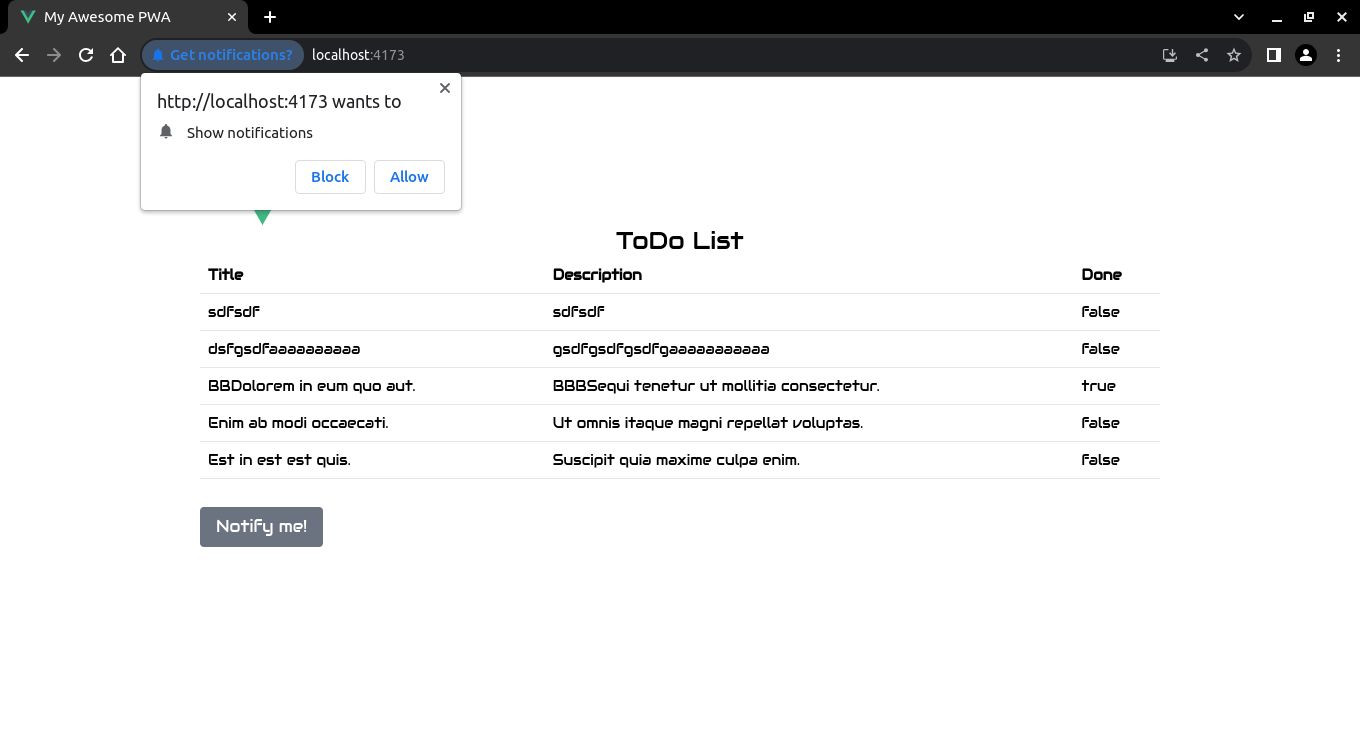 My Awesome PWA
Get notifications? localhost:4173
http://localhost:4173 wants to
Show notifications
Block Allow
ToDo List
Title Description Done
sdfsdf sdfsdf false
dsfgsdfaaaaaaaaaa gsdfgsdfgsdfgaaaaaaaaaaa false
BBDolorem in eum quo aut. BBBSequi tenetur ut mollitia consectetur. true
Enim ab modi occaecati. Ut omnis itaque magni repellat voluptas. false
Est in est est quis. Suscipit quia maxime culpa enim. false
Notify me!